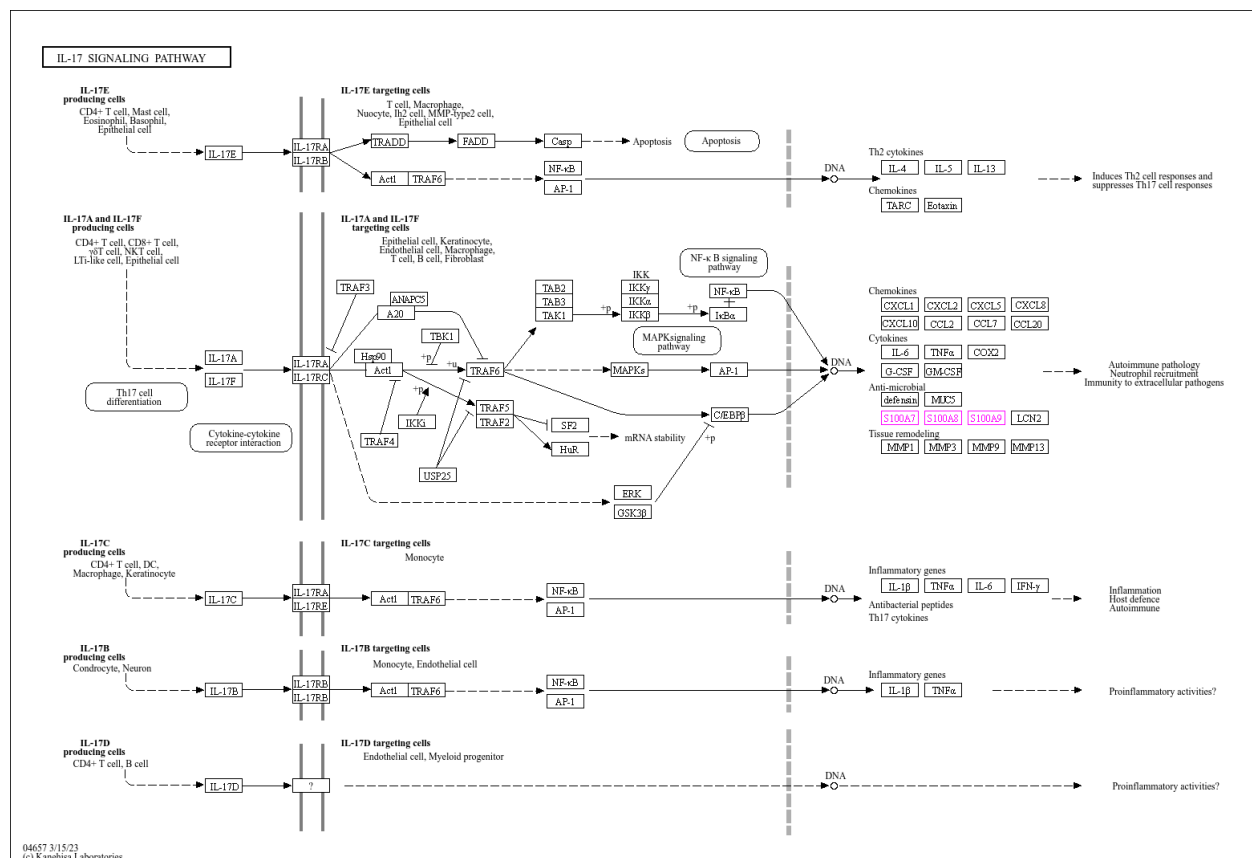 IL-17 SIGNALING PATHWAY
IL-17E
producing cells
CD4+ T cell, Mast cell,
Eosinophil, Basophil,
Epithelial cell
IL-17E
IL-17RA
IL-17RB
IL-17E targeting cells
T cell, Macrophage,
Nuocyte, Ih2 cell, MMP-type2 cell,
Epithelial cell
TRADD
FADD
Casp
Apoptosis
Apoptosis
Act1
TRAF6
NF-κB
AP-1
DNA
Th2 cytokines
IL-4
IL-5
IL-13
Chemokines
TARC
Eotaxin
Induces Th2 cell responses and
suppresses Th17 cell responses
IL-17A and IL-17F
producing cells
CD4+ T cell, CD8+ T cell,
γδT cell, NKT cell,
LTi-like cell, Epithelial cell
IL-17A
IL-17F
Th17 cell
differentiation
Cytokine-cytokine
receptor interaction
IL-17RA
IL-17RC
IL-17A and IL-17F
targeting cells
Epithelial cell, Keratinocyte,
Endothelial cell, Macrophage,
T cell, B cell, Fibroblast
TRAF3
ANAPC5
A20
TBK1
Hsp90
Act1
+p
+u
TRAF6
+p
IKKi
TRAF4
USP25
TRAF5
TRAF2
SF2
HuR
mRNA stability
TAB2
TAB3
TAK1
+p
IKK
IKKγ
IKKα
IKKβ
+p
NF-κ B signaling
pathway
NF-κB
IκBα
MAPKsignaling
pathway
MAPKs
AP-1
C/EBPβ
+p
ERK
GSK3β
DNA
Chemokines
CXCL1
CXCL2
CXCL5
CXCL8
CXCL10
CCL2
CCL7
CCL20
Cytokines
IL-6
TNFα
COX2
G-CSF
GM-CSF
Anti-microbial
defensin
MUC5
S100A7
S100A8
S100A9
LCN2
Tissue remodeling
MMP1
MMP3
MMP9
MMP13
Autoimmune pathology
Neutrophil recruitment
Immunity to extracellular pathogens
IL-17C
producing cells
CD4+ T cell, DC,
Macrophage, Keratinocyte
IL-17C
IL-17RA
IL-17RE
IL-17C targeting cells
Monocyte
Act1
TRAF6
NF-κB
AP-1
DNA
Inflammatory genes
IL-1β
TNFα
IL-6
IFN-γ
Antibacterial peptides
Th17 cytokines
Inflammation
Host defence
Autoimmune
IL-17B
producing cells
Condrocyte, Neuron
IL-17B
IL-17RB
IL-17RB
IL-17B targeting cells
Monocyte, Endothelial cell
Act1
TRAF6
NF-κB
AP-1
DNA
Inflammatory genes
IL-1β
TNFα
Proinflammatory activities?
IL-17D
producing cells
CD4+ T cell, B cell
IL-17D
?
IL-17D targeting cells
Endothelial cell, Myeloid progenitor
DNA
Proinflammatory activities?
04657 3/15/23
(c) Kanehisa Laboratories